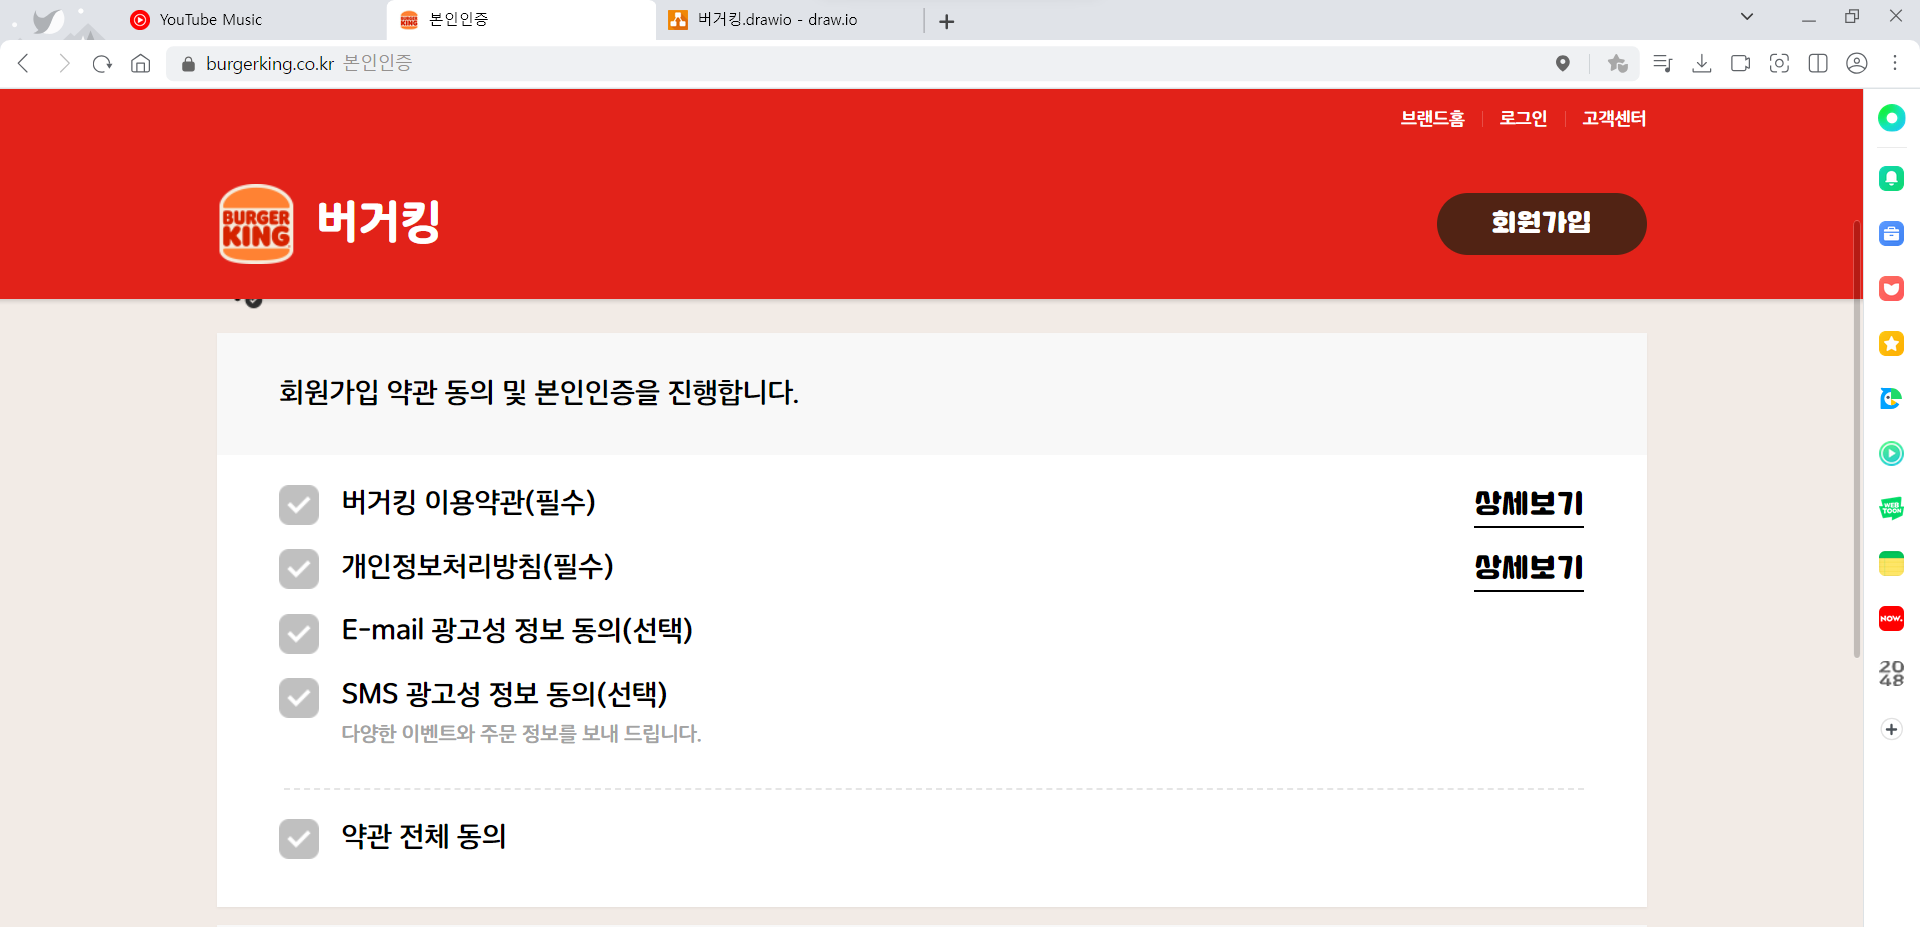 YouTube Music
본인인증
버거킹.drawio - draw.io
burgerking.co.kr 본인인증
브랜드홈 로그인 고객센터
BURGER KING
버거킹
회원가입
회원가입 약관 동의 및 본인인증을 진행합니다.
버거킹 이용약관(필수) 상세보기
개인정보처리방침(필수) 상세보기
E-mail 광고성 정보 동의(선택)
SMS 광고성 정보 동의(선택)
다양한 이벤트와 주문 정보를 보내 드립니다.
약관 전체 동의
WEB
TOON
NOW.
20
48